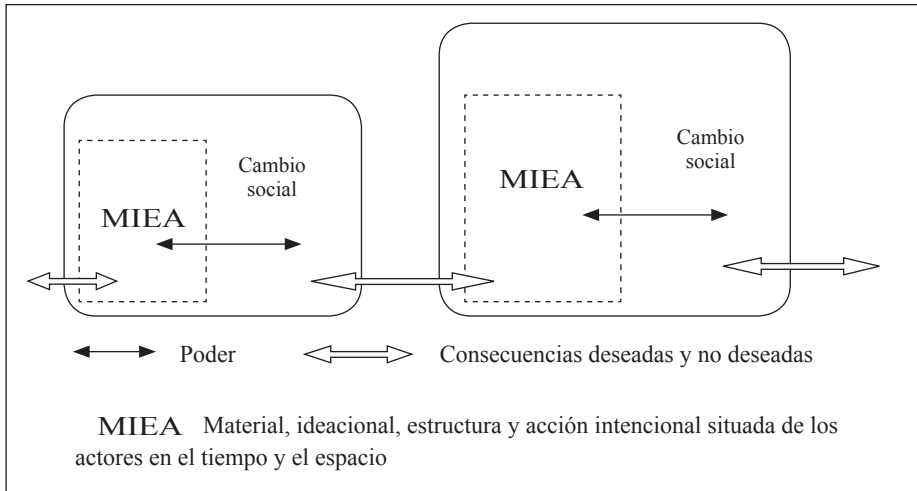 Cambio
social
MIEA
Cambio
social
MIEA
Poder
Consecuencias deseadas y no deseadas
MIEA Material, ideacional, estructura y acción intencional situada de los
actores en el tiempo y el espacio